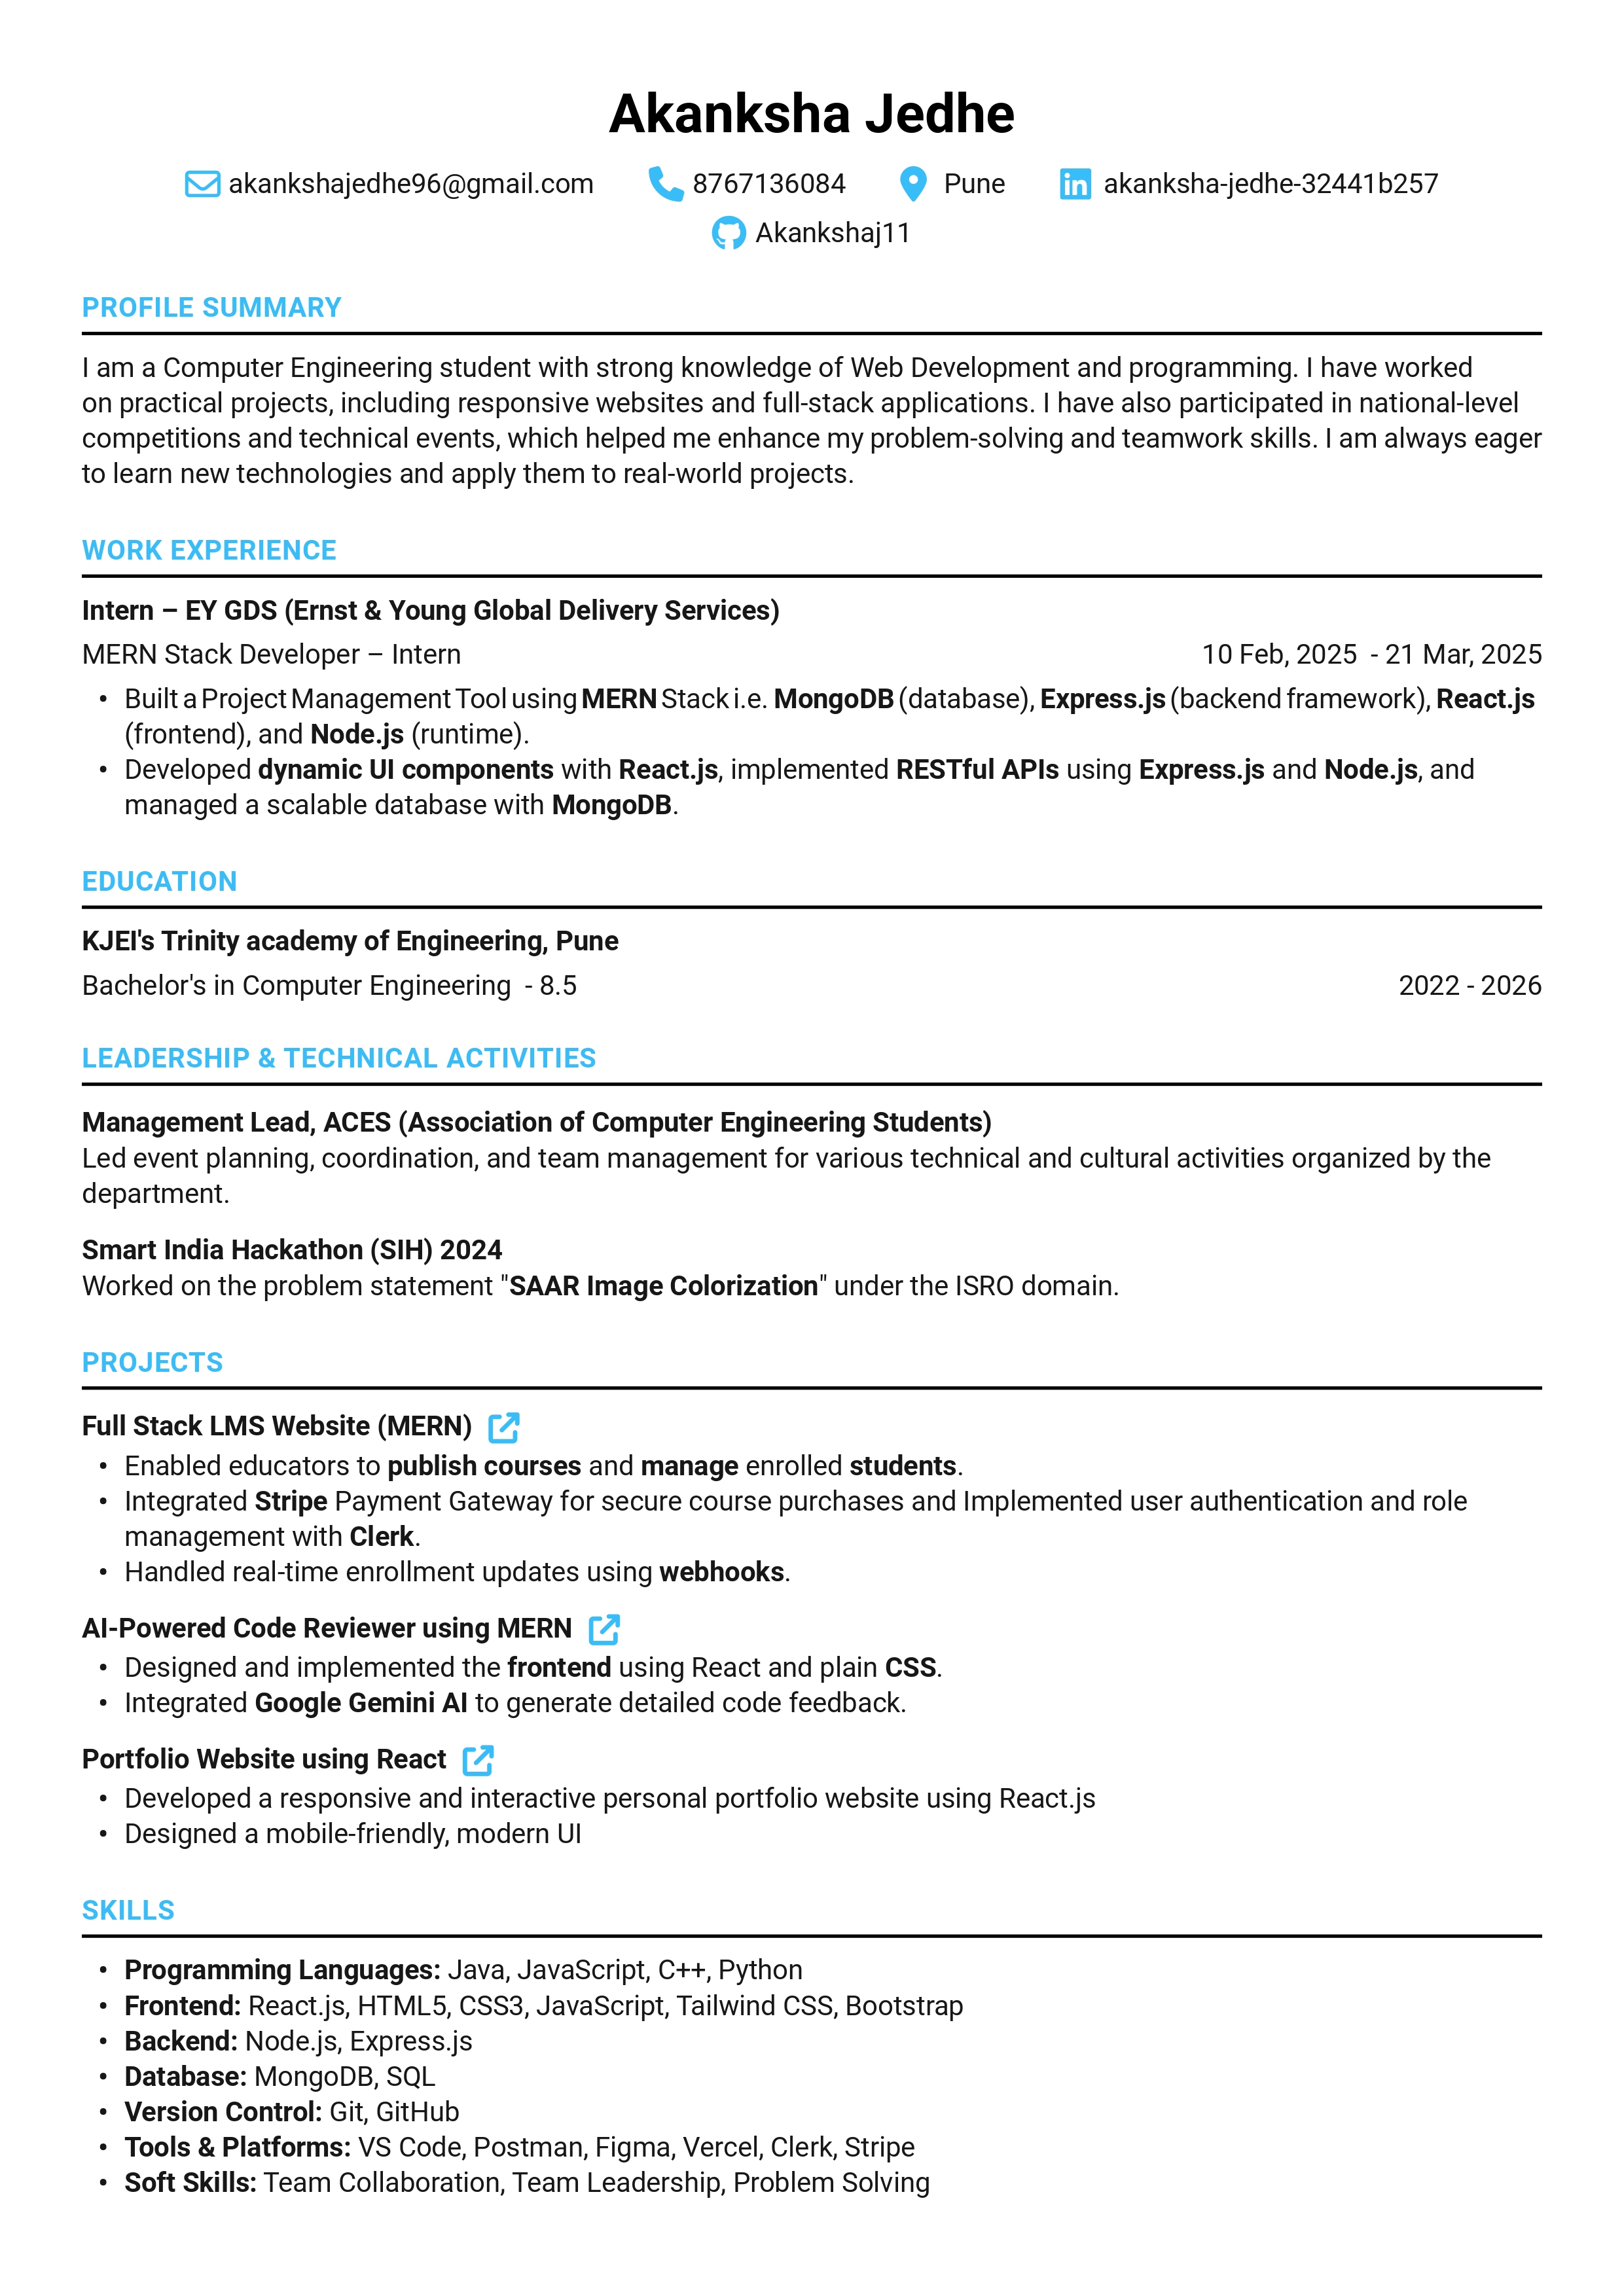 Akanksha Jedhe
akankshajedhe96@gmail.com 8767136084 Pune akanksha-jedhe-32441b257
Akankshaj11
PROFILE SUMMARY
I am a Computer Engineering student with strong knowledge of Web Development and programming. I have worked
on practical projects, including responsive websites and full-stack applications. I have also participated in national-level
competitions and technical events, which helped me enhance my problem-solving and teamwork skills. I am always eager
to learn new technologies and apply them to real-world projects.
WORK EXPERIENCE
Intern – EY GDS (Ernst & Young Global Delivery Services)
MERN Stack Developer – Intern 10 Feb, 2025 - 21 Mar, 2025
• Built a Project Management Tool using MERN Stack i.e. MongoDB (database), Express.js (backend framework), React.js
(frontend), and Node.js (runtime).
• Developed dynamic UI components with React.js, implemented RESTful APIs using Express.js and Node.js, and
managed a scalable database with MongoDB.
EDUCATION
KJEI's Trinity academy of Engineering, Pune
Bachelor's in Computer Engineering - 8.5 2022 - 2026
LEADERSHIP & TECHNICAL ACTIVITIES
Management Lead, ACES (Association of Computer Engineering Students)
Led event planning, coordination, and team management for various technical and cultural activities organized by the
department.
Smart India Hackathon (SIH) 2024
Worked on the problem statement "SAAR Image Colorization" under the ISRO domain.
PROJECTS
Full Stack LMS Website (MERN)
• Enabled educators to publish courses and manage enrolled students.
• Integrated Stripe Payment Gateway for secure course purchases and Implemented user authentication and role
management with Clerk.
• Handled real-time enrollment updates using webhooks.
AI-Powered Code Reviewer using MERN
• Designed and implemented the frontend using React and plain CSS.
• Integrated Google Gemini AI to generate detailed code feedback.
Portfolio Website using React
• Developed a responsive and interactive personal portfolio website using React.js
• Designed a mobile-friendly, modern UI
SKILLS
• Programming Languages: Java, JavaScript, C++, Python
• Frontend: React.js, HTML5, CSS3, JavaScript, Tailwind CSS, Bootstrap
• Backend: Node.js, Express.js
• Database: MongoDB, SQL
• Version Control: Git, GitHub
• Tools & Platforms: VS Code, Postman, Figma, Vercel, Clerk, Stripe
• Soft Skills: Team Collaboration, Team Leadership, Problem Solving